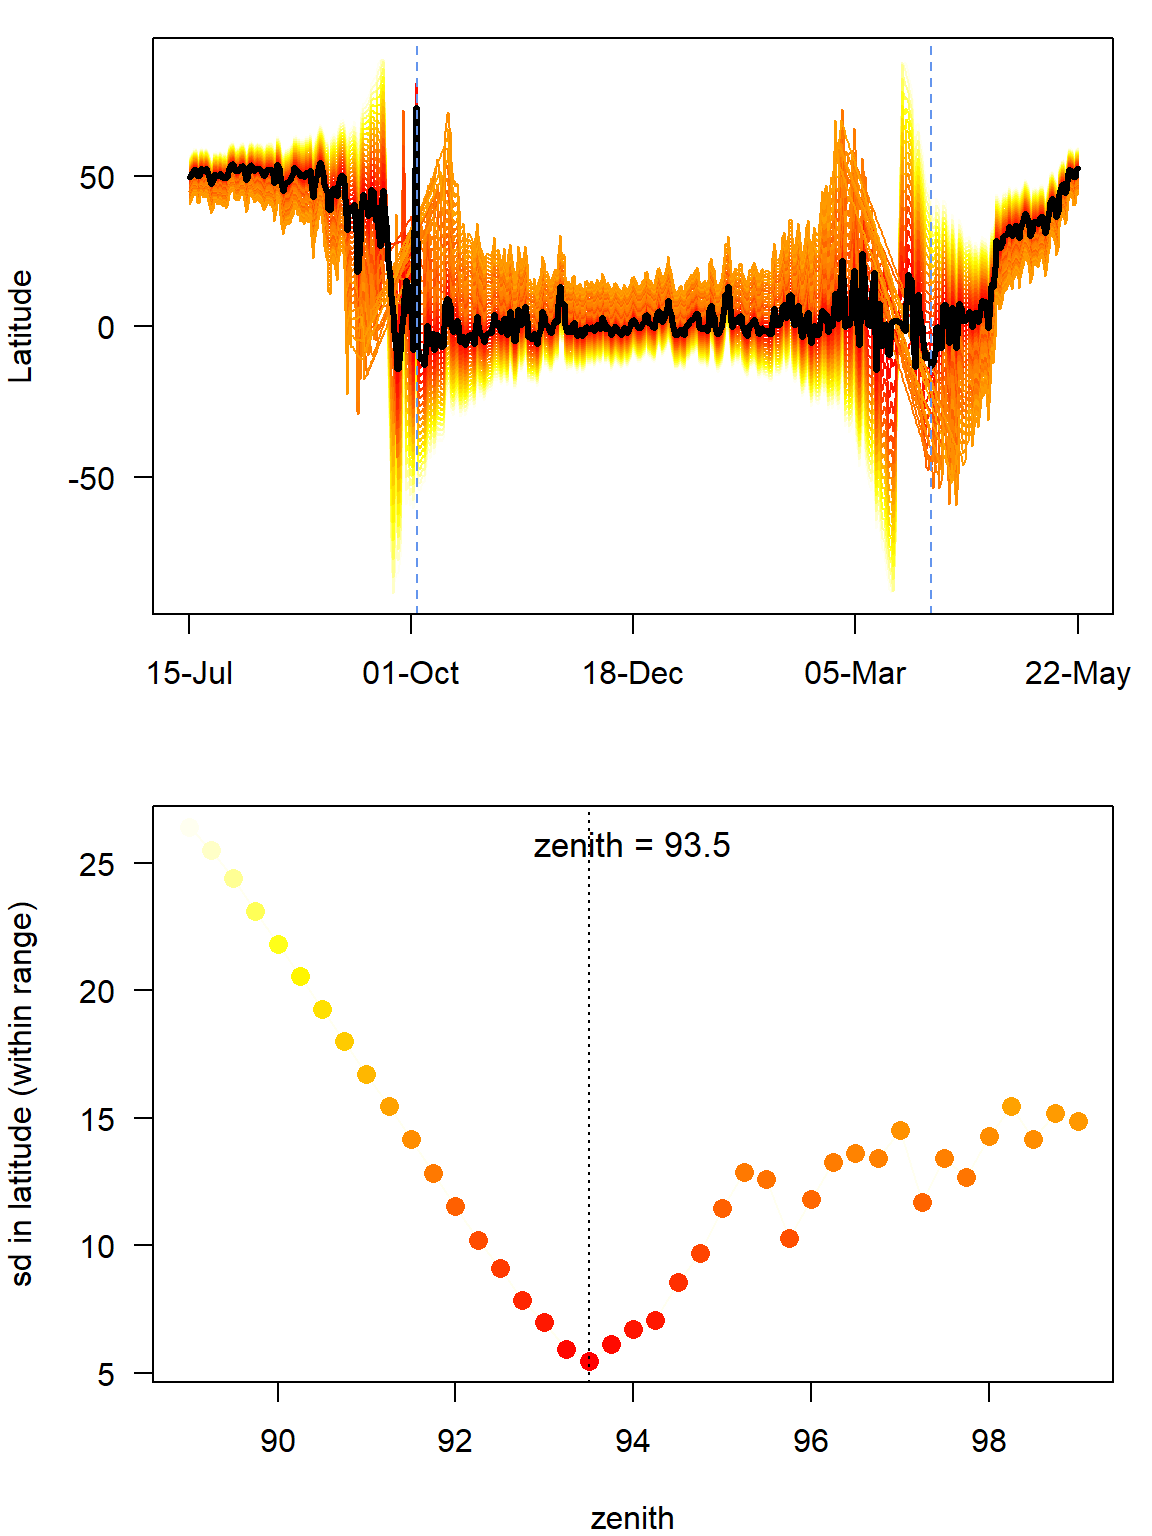 Latitude
50
0
-50
15-Jul
01-Oct
18-Dec
05-Mar
22-May
sd in latitude (within range)
zenith = 93.5
25
20
15
10
5
90
92
94
96
98
zenith